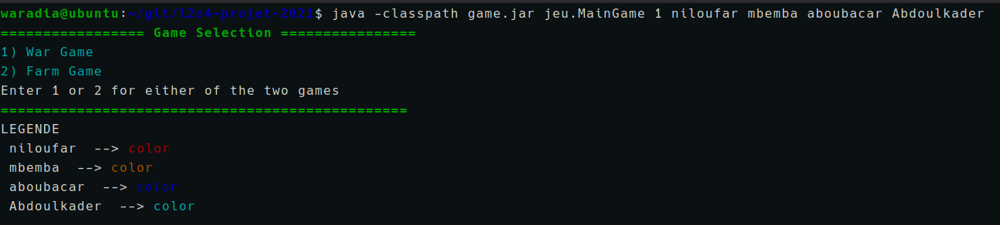 waradia@ubuntu:~/gtt/l2s4-projet-2021$ java -classpath game.jar jeu.MainGame 1 niloufar mbemba aboubacar Abdoulkader
================= Game Selection ================
1) War Game
2) Farm Game
Enter 1 or 2 for either of the two games
================================================
LEGENDE
 niloufar  --> color
 mbemba  --> color
 aboubacar  --> color
 Abdoulkader  --> color